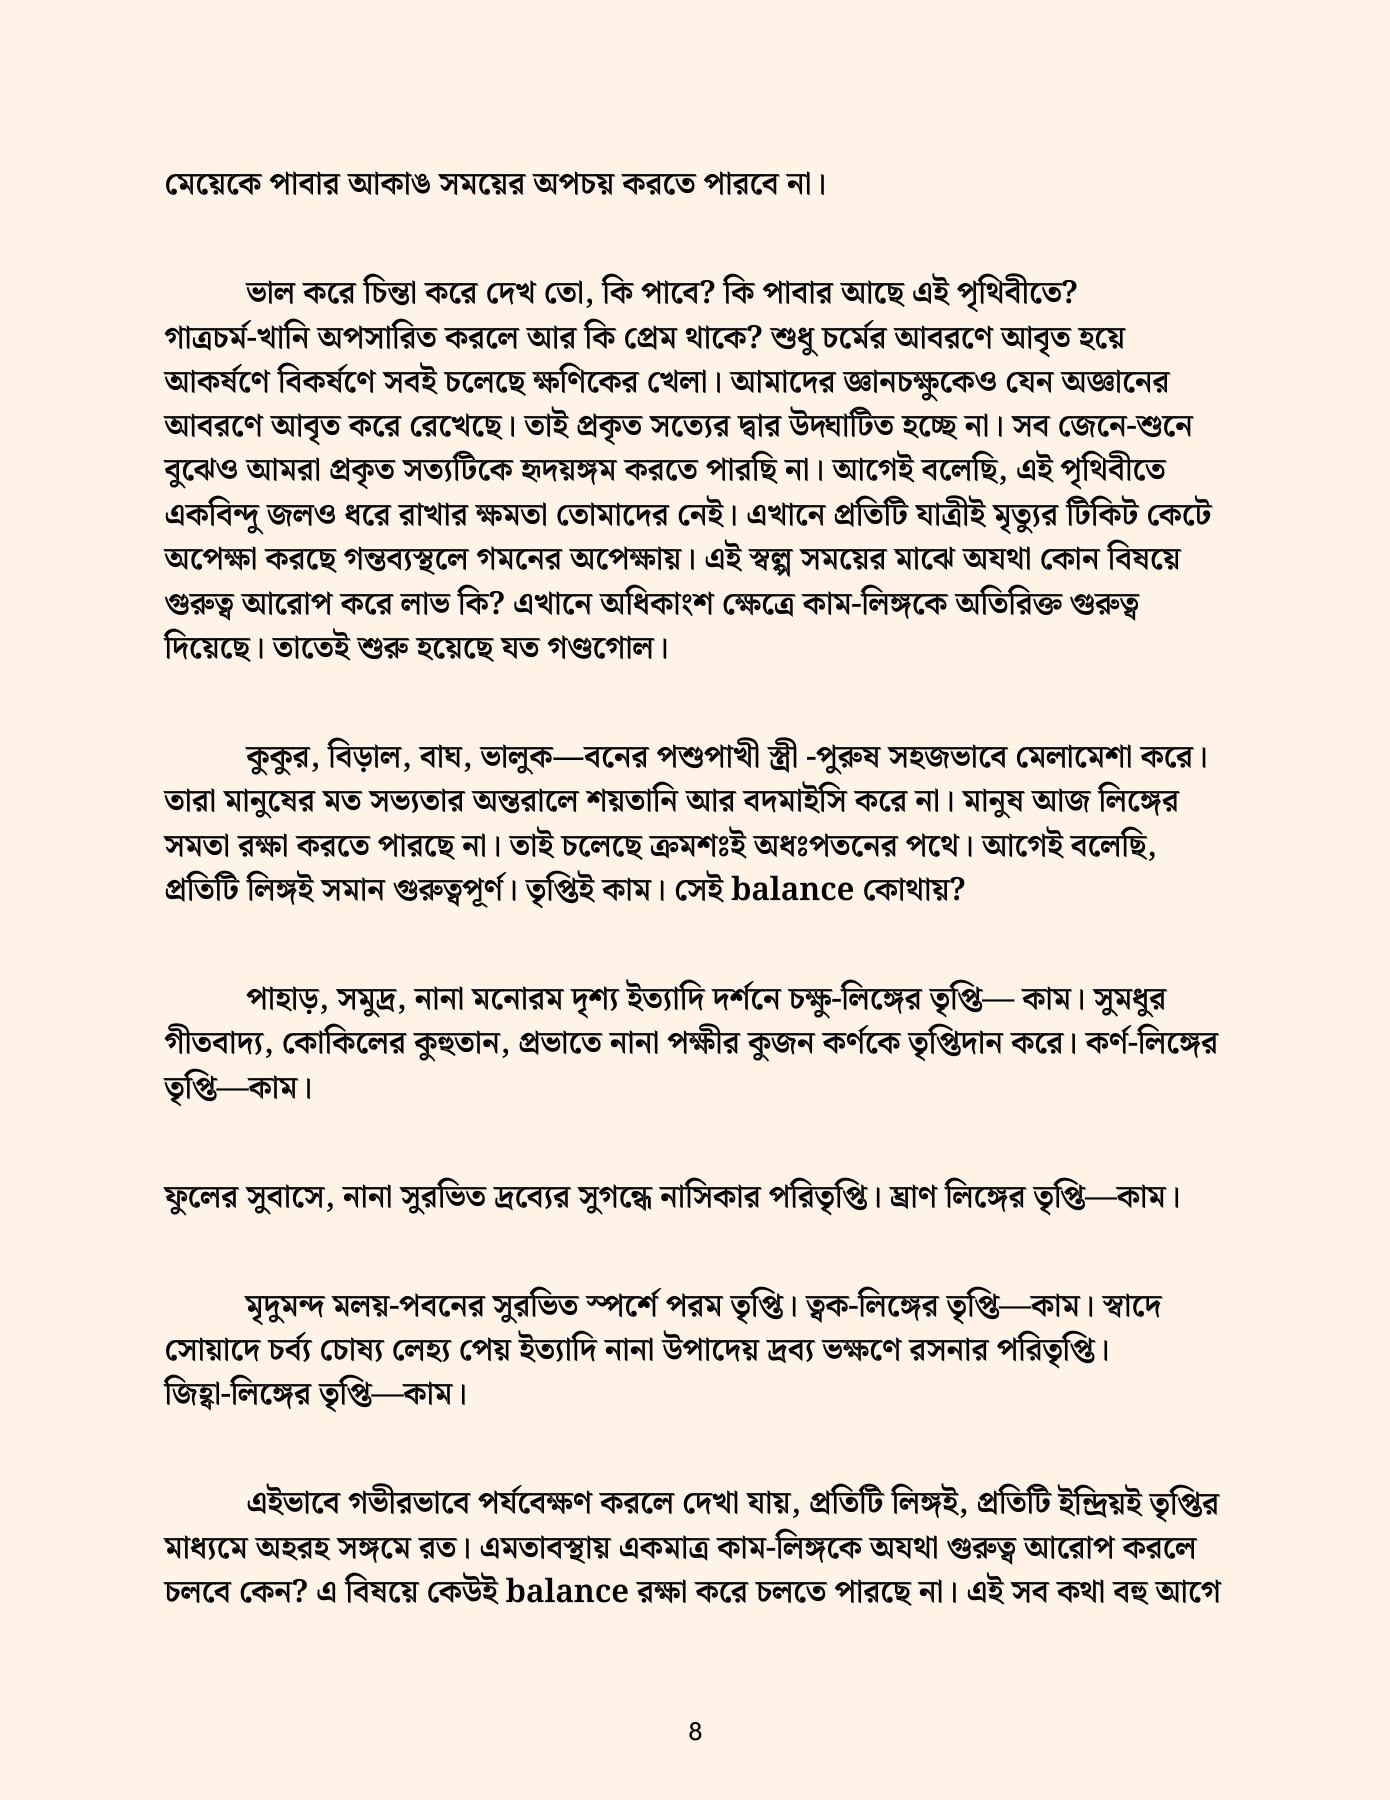 মেয়েকে পাবার আকাঙ সময়ের অপচয় করতে পারবে না।
ভাল করে চিন্তা করে দেখ তো, কি পাবে? কি পাবার আছে এই পৃথিবীতে?
গাত্রচর্ম-খানি অপসারিত করলে আর কি প্রেম থাকে? শুধু চর্মের আবরণে আবৃত হয়ে
আকর্ষণে বিকর্ষণে সবই চলেছে ক্ষণিকের খেলা। আমাদের জ্ঞানচক্ষুকেও যেন অজ্ঞানের
আবরণে আবৃত করে রেখেছে। তাই প্রকৃত সত্যের দ্বার উদ্ঘাটিত হচ্ছে না। সব জেনে-শুনে
বুঝেও আমরা প্রকৃত সত্যটিকে হৃদয়ঙ্গম করতে পারছি না। আগেই বলেছি, এই পৃথিবীতে
একবিন্দু জলও ধরে রাখার ক্ষমতা তোমাদের নেই। এখানে প্রতিটি যাত্রীই মৃত্যুর টিকিট কেটে
অপেক্ষা করছে গন্তব্যস্থলে গমনের অপেক্ষায়। এই স্বল্প সময়ের মাঝে অযথা কোন বিষয়ে
গুরুত্ব আরোপ করে লাভ কি? এখানে অধিকাংশ ক্ষেত্রে কাম-লিঙ্গকে অতিরিক্ত গুরুত্ব
দিয়েছে। তাতেই শুরু হয়েছে যত গণ্ডগোল।
কুকুর, বিড়াল, বাঘ, ভালুক—বনের পশুপাখী স্ত্রী -পুরুষ সহজভাবে মেলামেশা করে।
তারা মানুষের মত সভ্যতার অন্তরালে শয়তানি আর বদমাইসি করে না। মানুষ আজ লিঙ্গের
সমতা রক্ষা করতে পারছে না। তাই চলেছে ক্রমশঃই অধঃপতনের পথে। আগেই বলেছি,
প্রতিটি লিঙ্গই সমান গুরুত্বপূর্ণ। তৃপ্তিই কাম। সেই balance কোথায়?
পাহাড়, সমুদ্র, নানা মনোরম দৃশ্য ইত্যাদি দর্শনে চক্ষু-লিঙ্গের তৃপ্তি— কাম। সুমধুর
গীতবাদ্য, কোকিলের কুহুতান, প্রভাতে নানা পক্ষীর কুজন কর্ণকে তৃপ্তিদান করে। কর্ণ-লিঙ্গের
তৃপ্তি—কাম।
ফুলের সুবাসে, নানা সুরভিত দ্রব্যের সুগন্ধে নাসিকার পরিতৃপ্তি। ঘ্রাণ লিঙ্গের তৃপ্তি—কাম।
মৃদুমন্দ মলয়-পবনের সুরভিত স্পর্শে পরম তৃপ্তি। ত্বক-লিঙ্গের তৃপ্তি—কাম। স্বাদে
সোয়াদে চর্ব্য চোষ্য লেহ্য পেয় ইত্যাদি নানা উপাদেয় দ্রব্য ভক্ষণে রসনার পরিতৃপ্তি।
জিহ্বা-লিঙ্গের তৃপ্তি—কাম।
এইভাবে গভীরভাবে পর্যবেক্ষণ করলে দেখা যায়, প্রতিটি লিঙ্গই, প্রতিটি ইন্দ্রিয়ই তৃপ্তির
মাধ্যমে অহরহ সঙ্গমে রত। এমতাবস্থায় একমাত্র কাম-লিঙ্গকে অযথা গুরুত্ব আরোপ করলে
চলবে কেন? এ বিষয়ে কেউই balance রক্ষা করে চলতে পারছে না। এই সব কথা বহু আগে
8